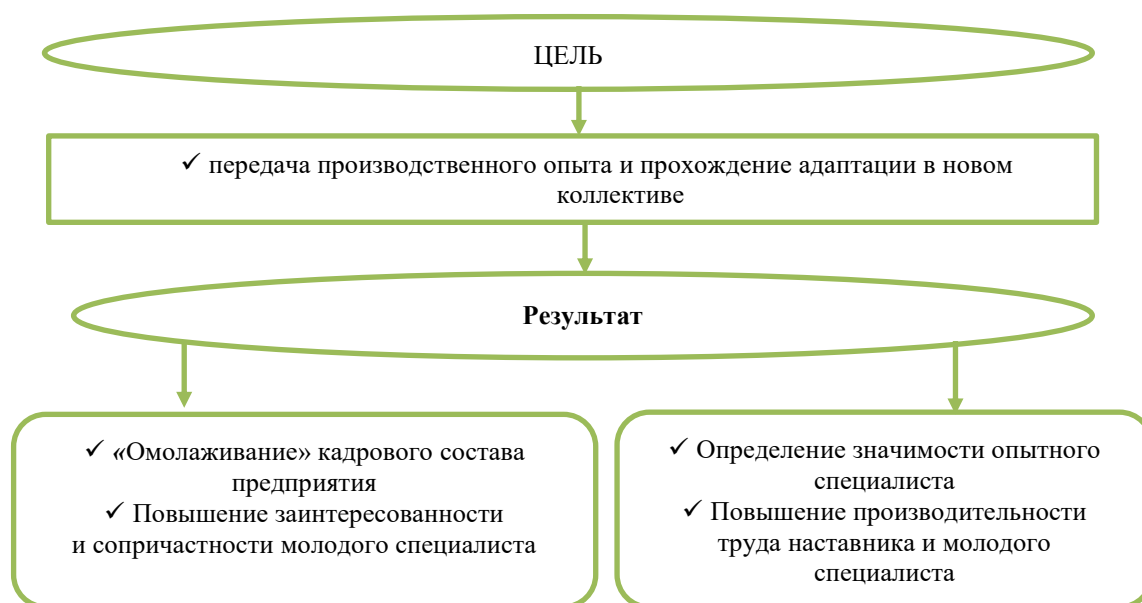 ЦЕЛЬ
✓ передача производственного опыта и прохождение адаптации в новом
коллективе
Результат
✓ «Омолаживание» кадрового состава
предприятия
✓ Повышение заинтересованности
и сопричастности молодого специалиста
✓ Определение значимости опытного
специалиста
✓ Повышение производительности
труда наставника и молодого
специалиста